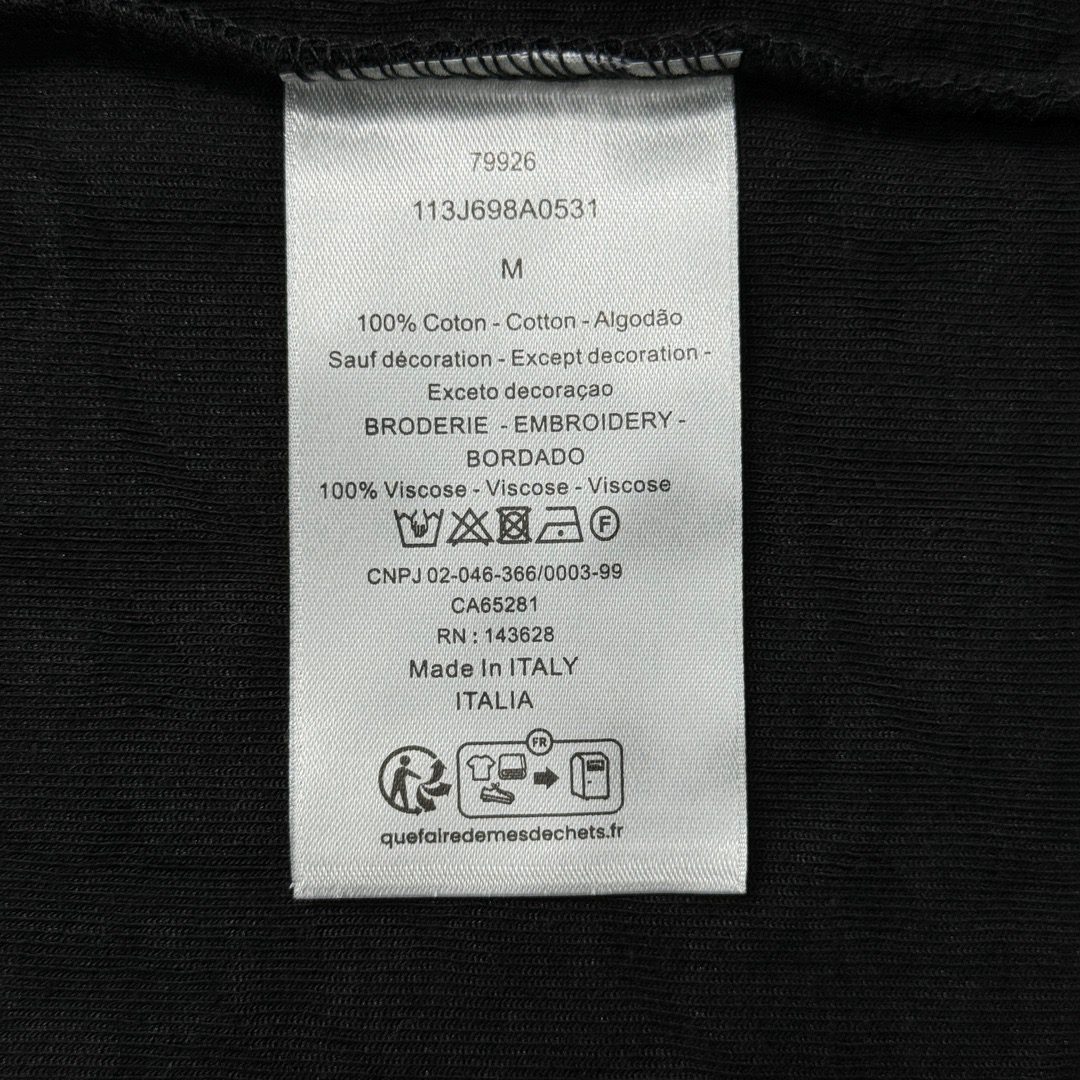 79926
113J698A0531
M
100% Coton - Cotton - Algodão
Sauf décoration - Except decoration -
Exceto decoraçao
BRODERIE - EMBROIDERY -
BORDADO
100% Viscose - Viscose - Viscose
F
CNPJ 02-046-366/0003-99
CA65281
RN : 143628
Made In ITALY
ITALIA
FR
quefairedemesdechets.fr